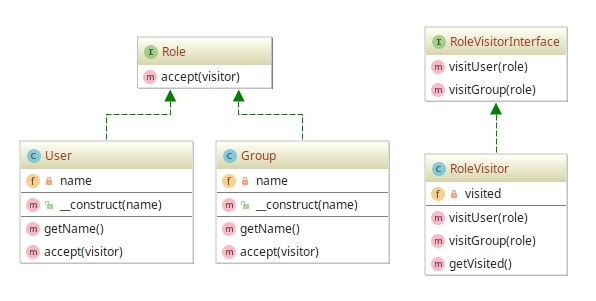 I Role
m accept(visitor)
I RoleVisitorInterface
m visitUser(role)
m visitGroup(role)
C User
f name
m __construct(name)
m getName()
m accept(visitor)
C Group
f name
m __construct(name)
m getName()
m accept(visitor)
C RoleVisitor
f visited
m visitUser(role)
m visitGroup(role)
m getVisited()